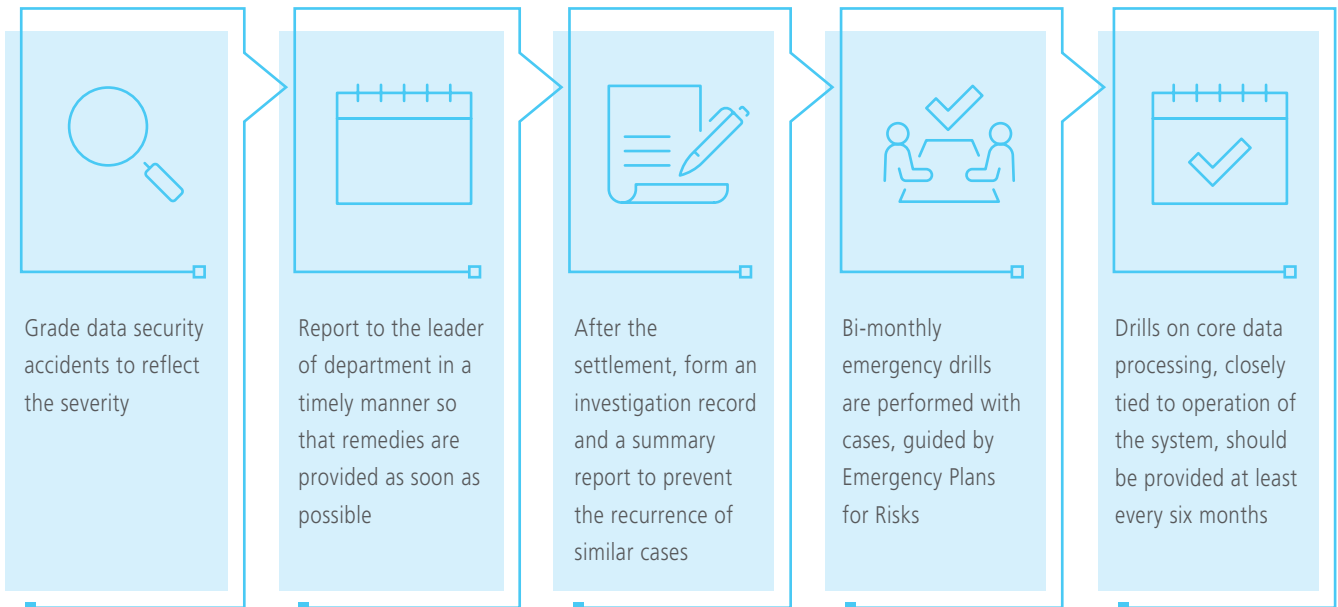 Grade data security
accidents to reflect
the severity
Report to the leader
of department in a
timely manner so
that remedies are
provided as soon as
possible
After the
settlement, form an
investigation record
and a summary
report to prevent
the recurrence of
similar cases
Bi-monthly
emergency drills
are performed with
cases, guided by
Emergency Plans
for Risks
Drills on core data
processing, closely
tied to operation of
the system, should
be provided at least
every six months